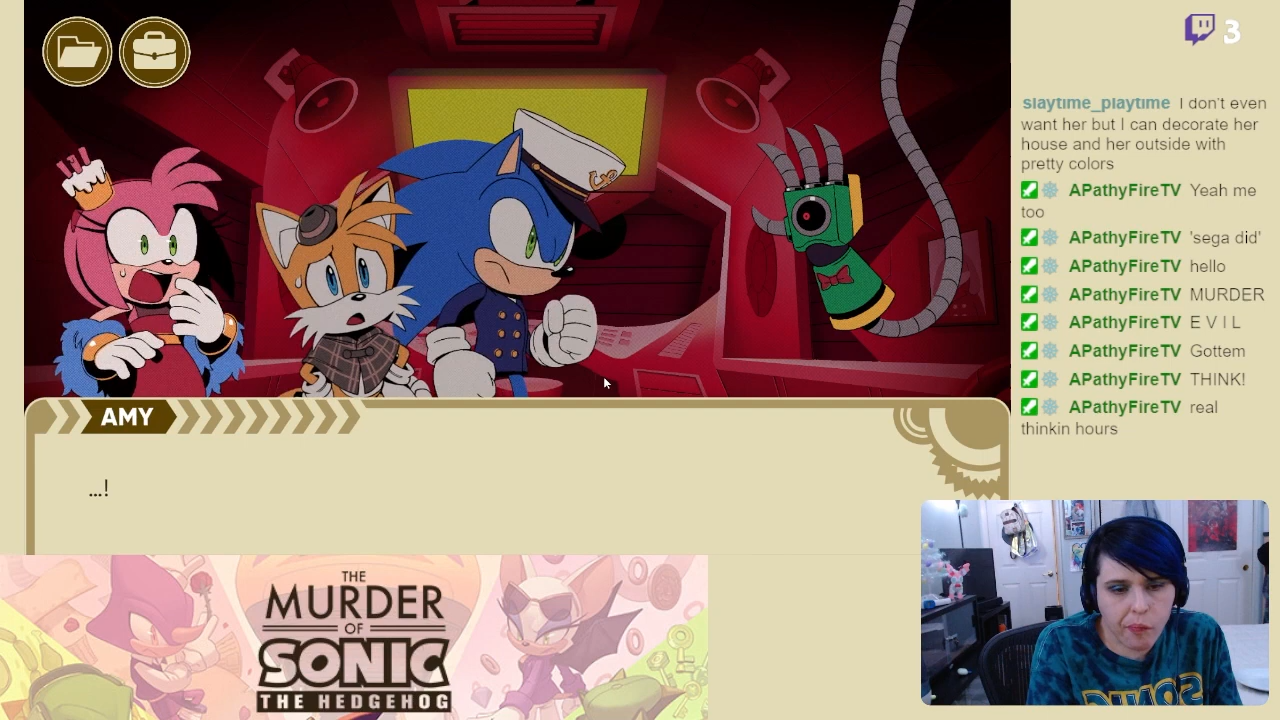 3
slaytime_playtime I don't even
want her but I can decorate her
house and her outside with
pretty colors
APathyFireTV Yeah me
too
APathyFireTV 'sega did'
APathyFireTV hello
APathyFireTV MURDER
APathyFireTV E V I L
APathyFireTV Gottem
APathyFireTV THINK!
APathyFireTV real
thinkin hours
AMY
...!
THE
MURDER
OF
SONIC
THE HEDGEHOG
SONIC